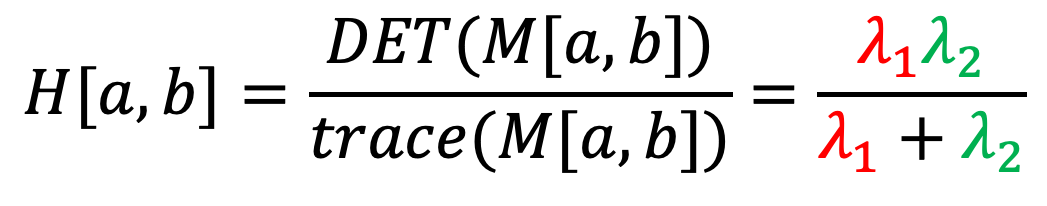 H[a, b] = DET(M[a, b]) / trace(M[a, b]) = λ₁λ₂ / λ₁ + λ₂